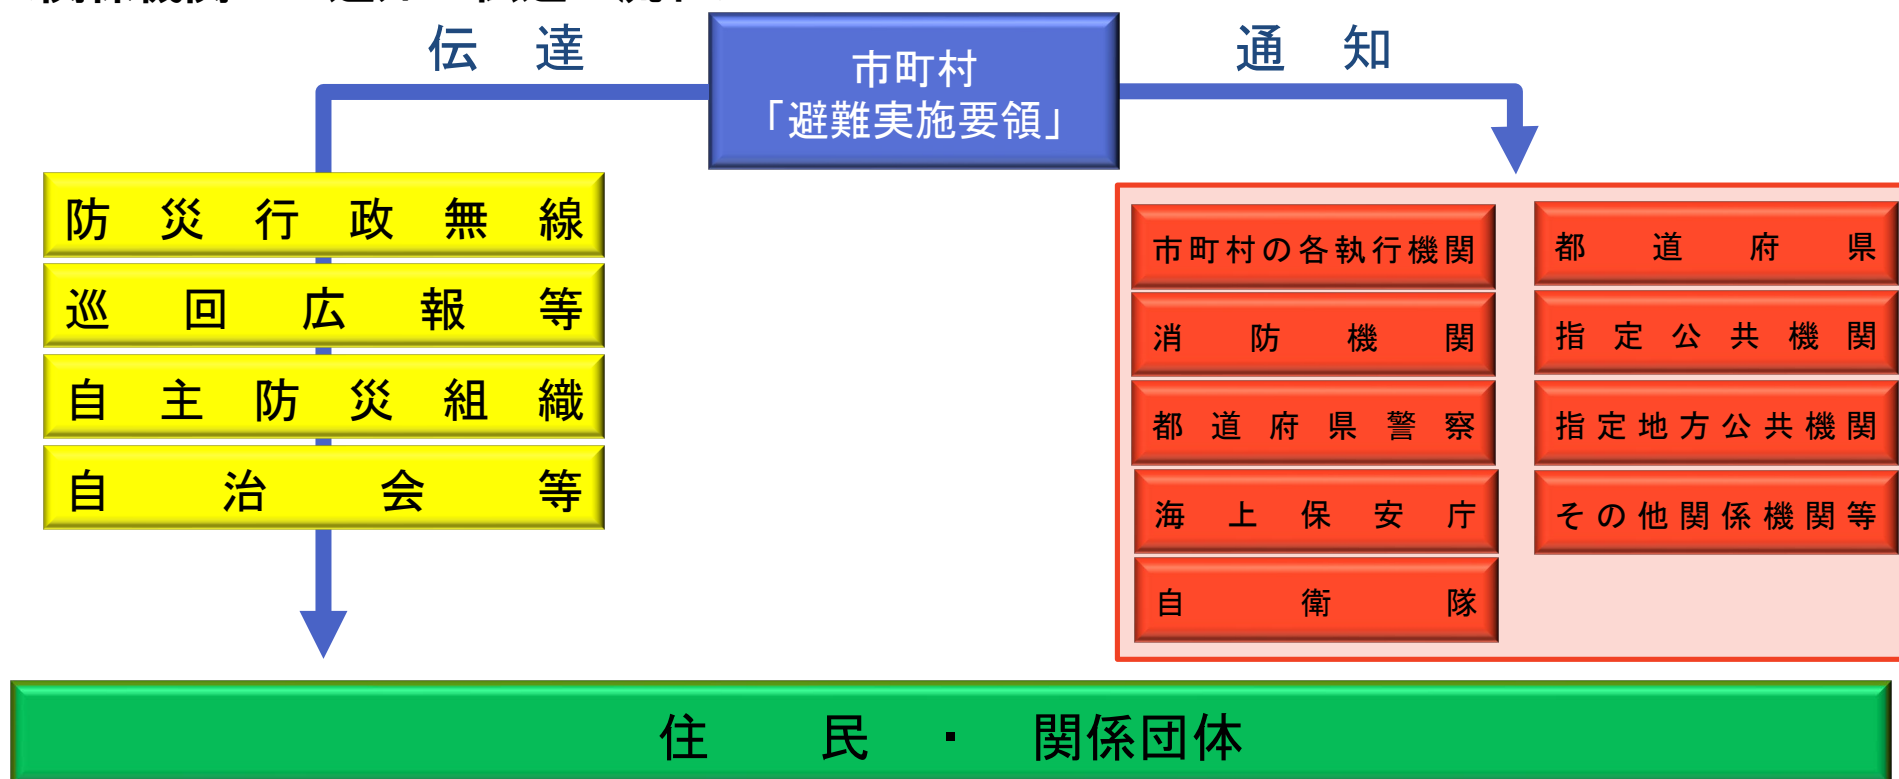 伝達
市町村
「避難実施要領」
通知
防災行政無線
巡回広報等
自主防災組織
自治会等
市町村の各執行機関
消防機関
都道府県警察
海上保安庁
自衛隊
都道府県
指定公共機関
指定地方公共機関
その他関係機関等
住民・関係団体